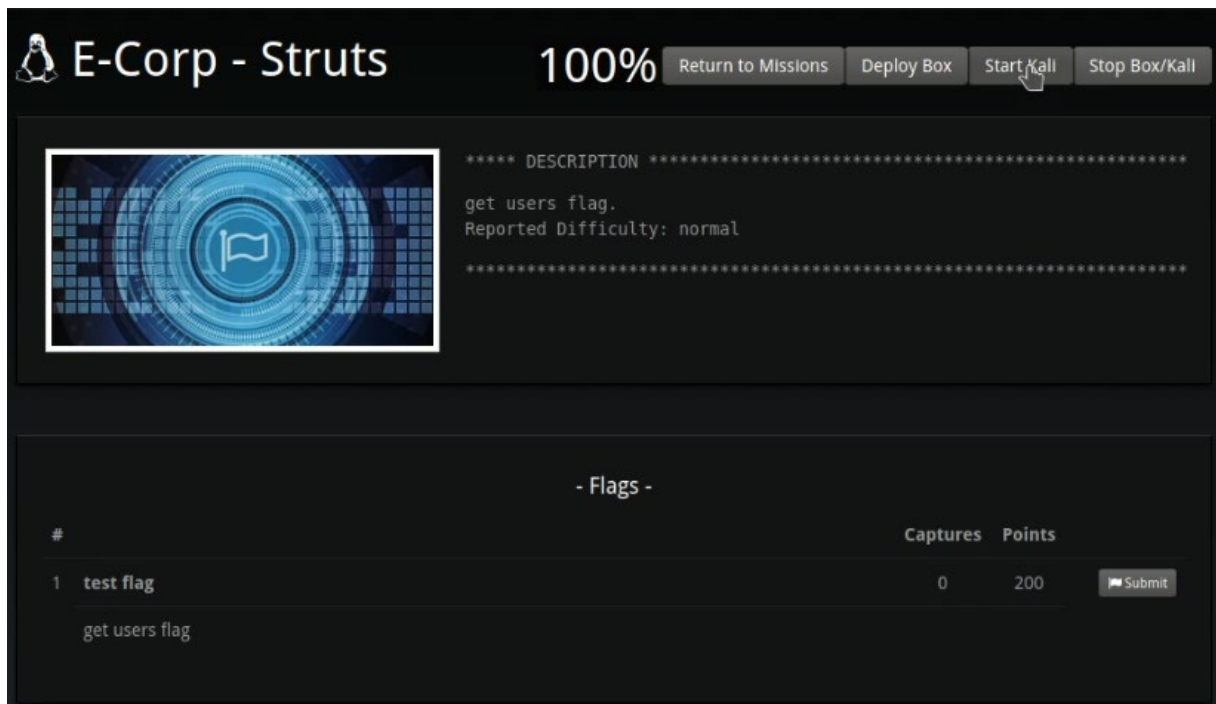 E-Corp - Struts
100%
Return to Missions
Deploy Box
Start Kali
Stop Box/Kali
***** DESCRIPTION *****************************************************
get users flag.
Reported Difficulty: normal
***********************************************************************
- Flags -
# Captures Points
1 test flag 0 200 Submit
get users flag